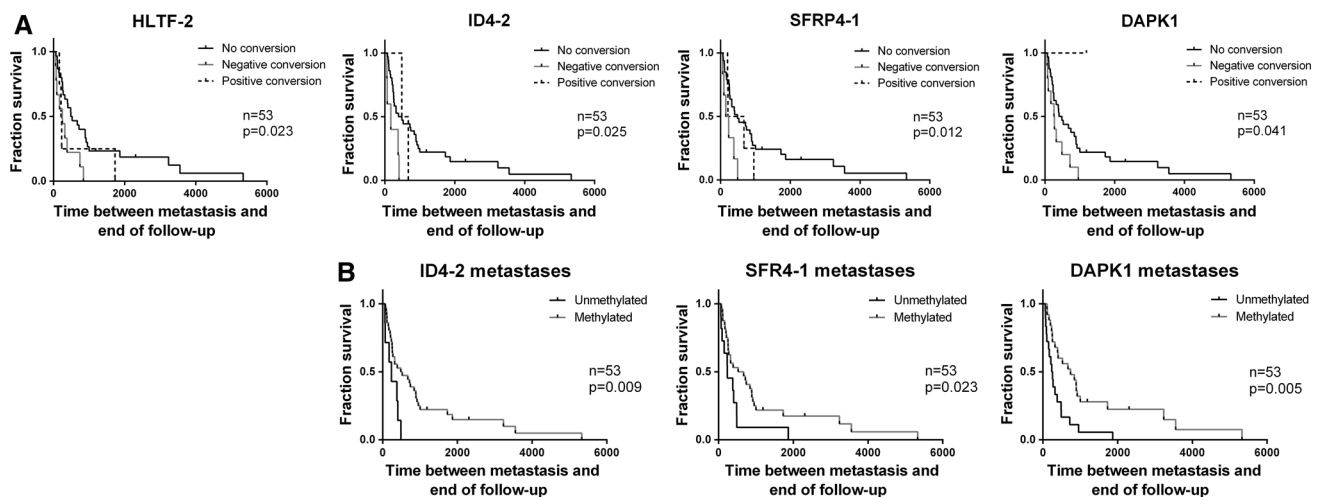 A
HLTF-2
Fraction survival
1.0
0.5
0.0
0
2000
4000
6000
No conversion
Negative conversion
Positive conversion
n=53
p=0.023
Time between metastasis and
end of follow-up
ID4-2
Fraction survival
1.0
0.5
0.0
0
2000
4000
6000
No conversion
Negative conversion
Positive conversion
n=53
p=0.025
Time between metastasis and
end of follow-up
SFRP4-1
Fraction survival
1.0
0.5
0.0
0
2000
4000
6000
No conversion
Negative conversion
Positive conversion
n=53
p=0.012
Time between metastasis and
end of follow-up
DAPK1
Fraction survival
1.0
0.5
0.0
0
2000
4000
6000
No conversion
Negative conversion
Positive conversion
n=53
p=0.041
Time between metastasis and
end of follow-up
B
ID4-2 metastases
Fraction survival
1.0
0.5
0.0
0
2000
4000
6000
Unmethylated
Methylated
n=53
p=0.009
Time between metastasis and
end of follow-up
SFR4-1 metastases
Fraction survival
1.0
0.5
0.0
0
2000
4000
6000
Unmethylated
Methylated
n=53
p=0.023
Time between metastasis and
end of follow-up
DAPK1 metastases
Fraction survival
1.0
0.5
0.0
0
2000
4000
6000
Unmethylated
Methylated
n=53
p=0.005
Time between metastasis and
end of follow-up